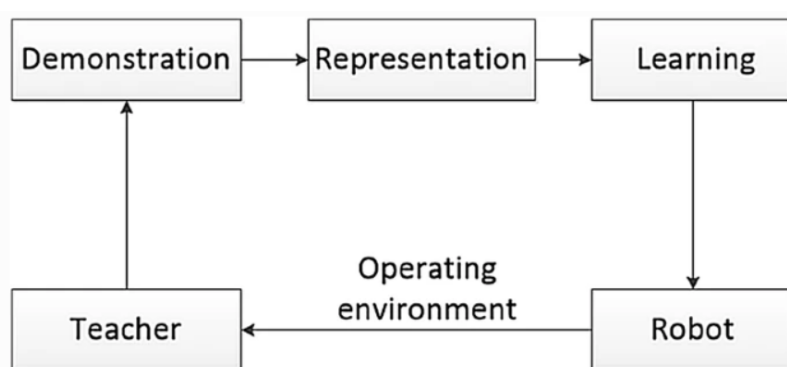 Demonstration
Representation
Learning
Operating
environment
Teacher
Robot